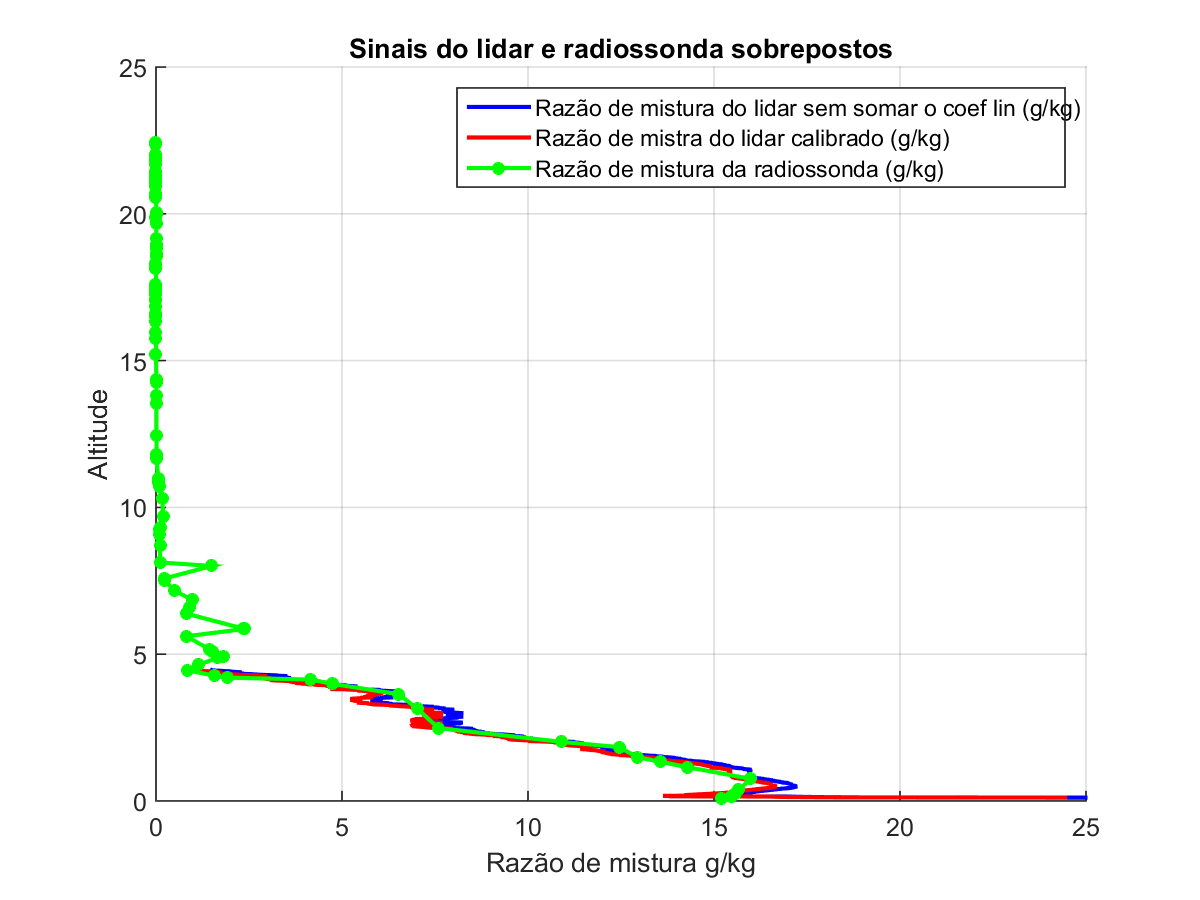 Sinais do lidar e radiossonda sobrepostos
25
Razão de mistura do lidar sem somar o coef lin (g/kg)
Razão de mistra do lidar calibrado (g/kg)
Razão de mistura da radiossonda (g/kg)
20
15
Altitude
10
5
0
0 5 10 15 20 25
Razão de mistura g/kg